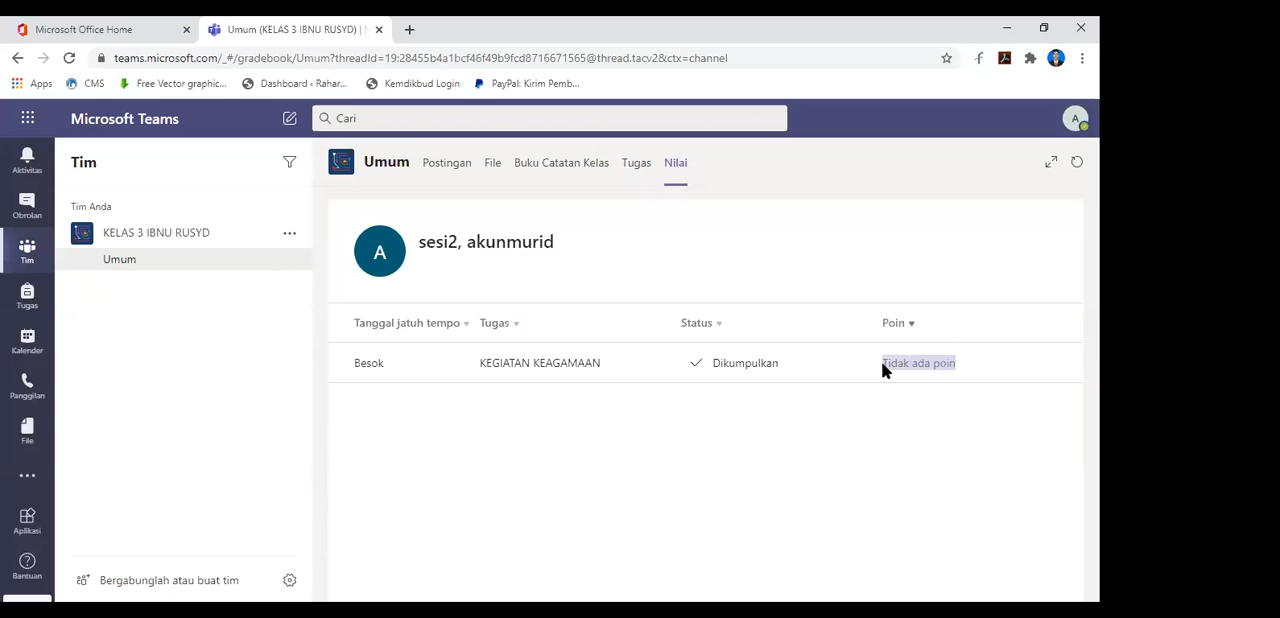 Microsoft Office Home
Umum (KELAS 3 IBNU RUSYD) |
teams.microsoft.com/_#/gradebook/Umum?threadId=19:28455b4a1bcf46f49b9fcd8716671565@thread.tacv2&ctx=channel
Apps CMS Free Vector graphic... Dashboard ‹ Rahar... Kemdikbud Login PayPal: Kirim Pemb...
Microsoft Teams
Cari
A
Aktivitas
Obrolan
Tim
Tugas
Kalender
Panggilan
File
Aplikasi
Bantuan
Tim
Tim Anda
KELAS 3 IBNU RUSYD
Umum
Bergabunglah atau buat tim
Umum Postingan File Buku Catatan Kelas Tugas Nilai
A
sesi2, akunmurid
Tanggal jatuh tempo Tugas Status Poin
Besok KEGIATAN KEAGAMAAN Dikumpulkan Tidak ada poin